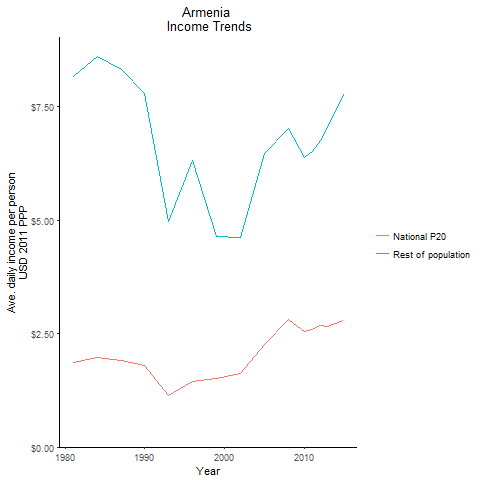 Armenia
Income Trends
Ave. daily income per person
USD 2011 PPP
$7.50
$5.00
$2.50
$0.00
1980
1990
2000
2010
Year
National P20
Rest of population